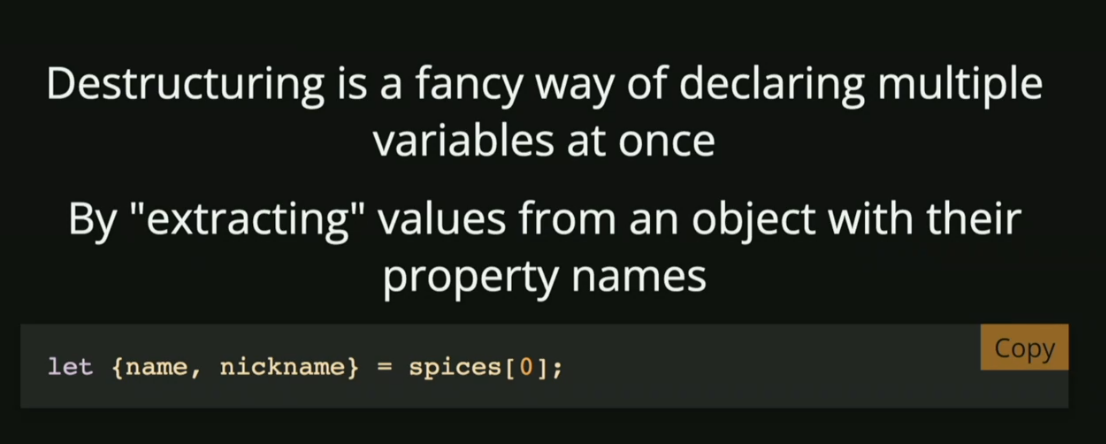 Destructuring is a fancy way of declaring multiple
variables at once
By "extracting" values from an object with their
property names
Copy
let {name, nickname} = spices[0];